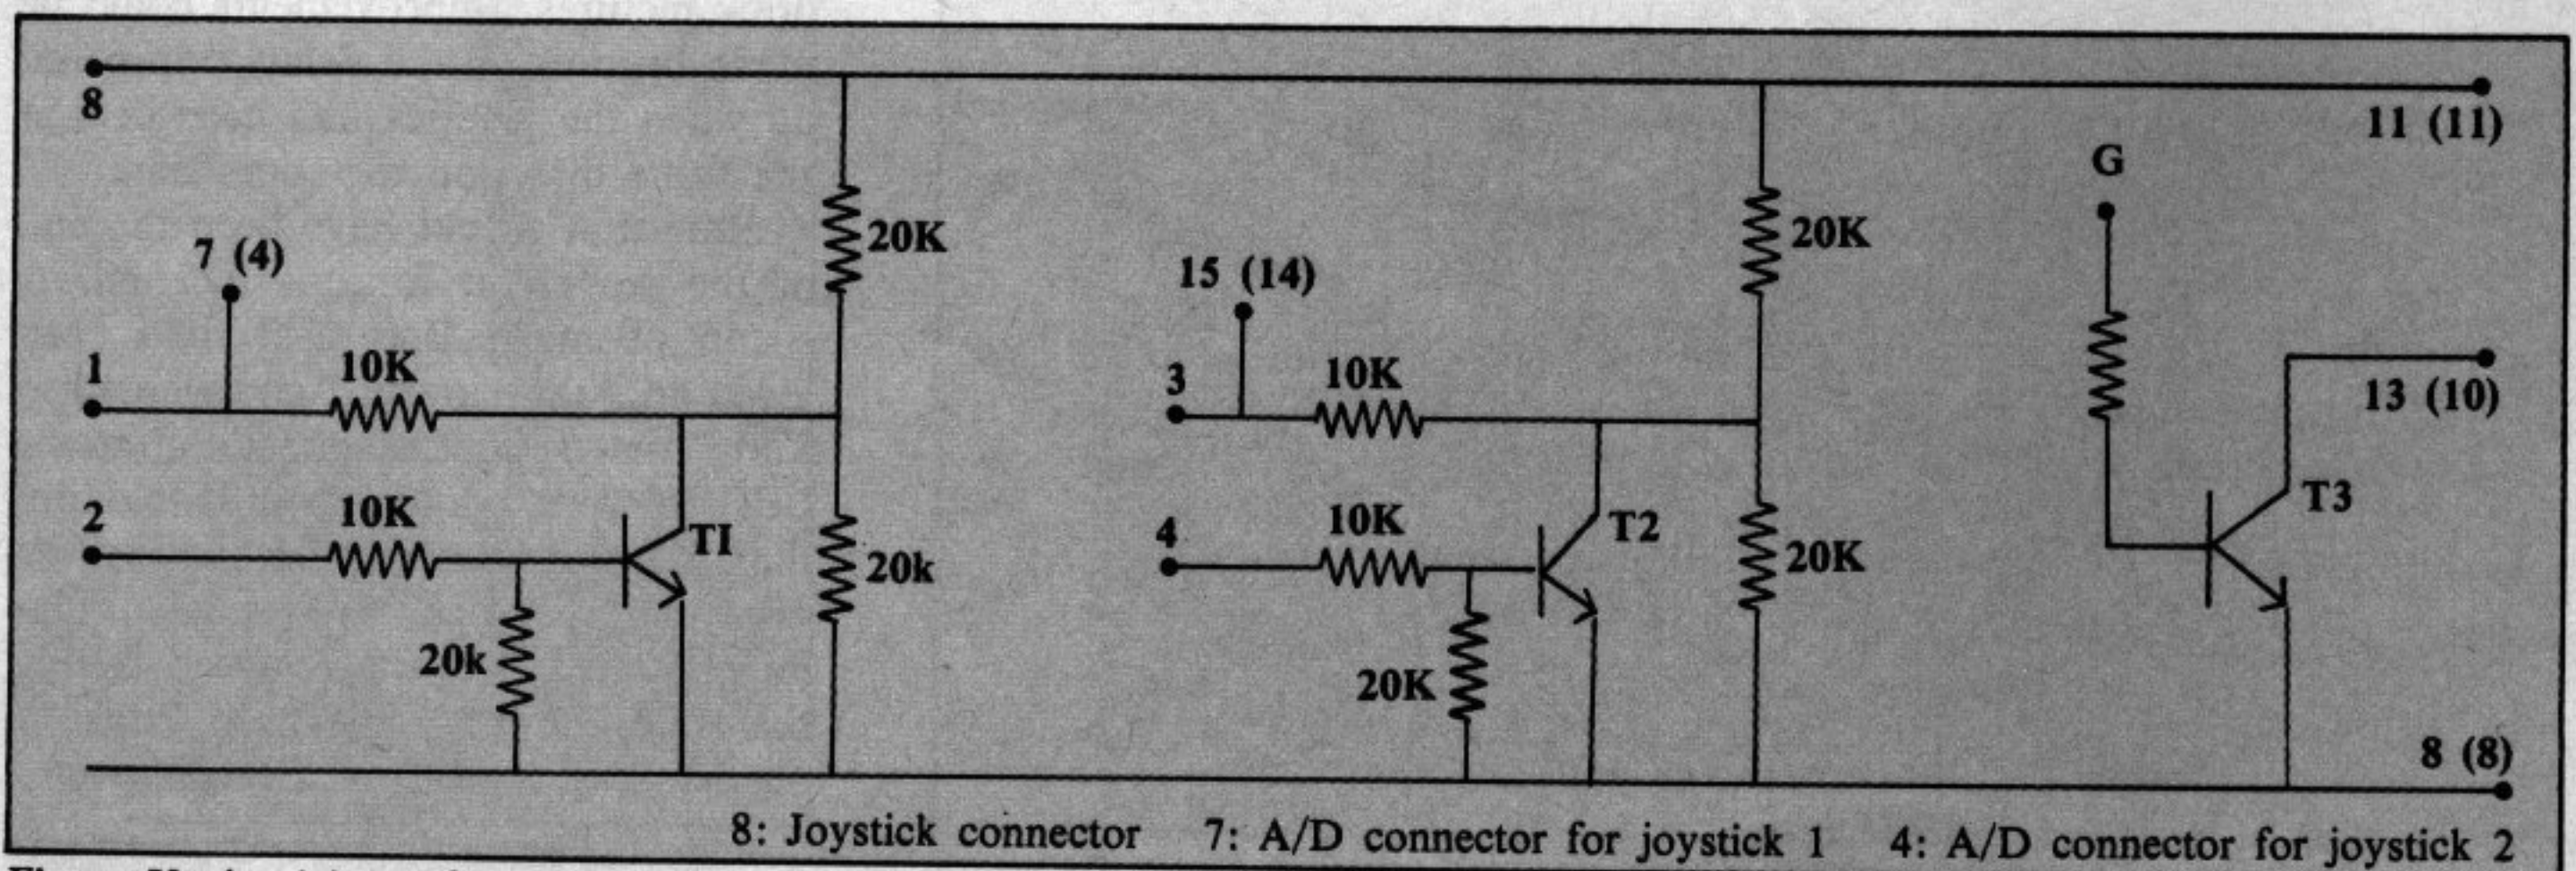 8
11 (11)
G
20K
20K
7 (4)
15 (14)
1
10K
3
10K
13 (10)
2
10K
TI
20k
4
10K
T2
20K
T3
20k
20K
8 (8)
8: Joystick connector 7: A/D connector for joystick 1 4: A/D connector for joystick 2